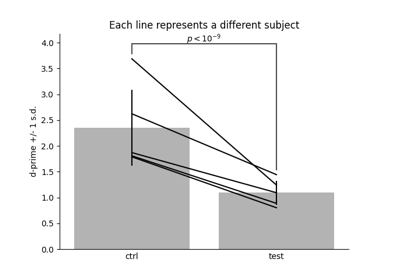 Each line represents a different subject
p < 10⁻⁹
4.0
3.5
3.0
2.5
2.0
1.5
1.0
0.5
0.0
d-prime +/- 1 s.d.
ctrl test